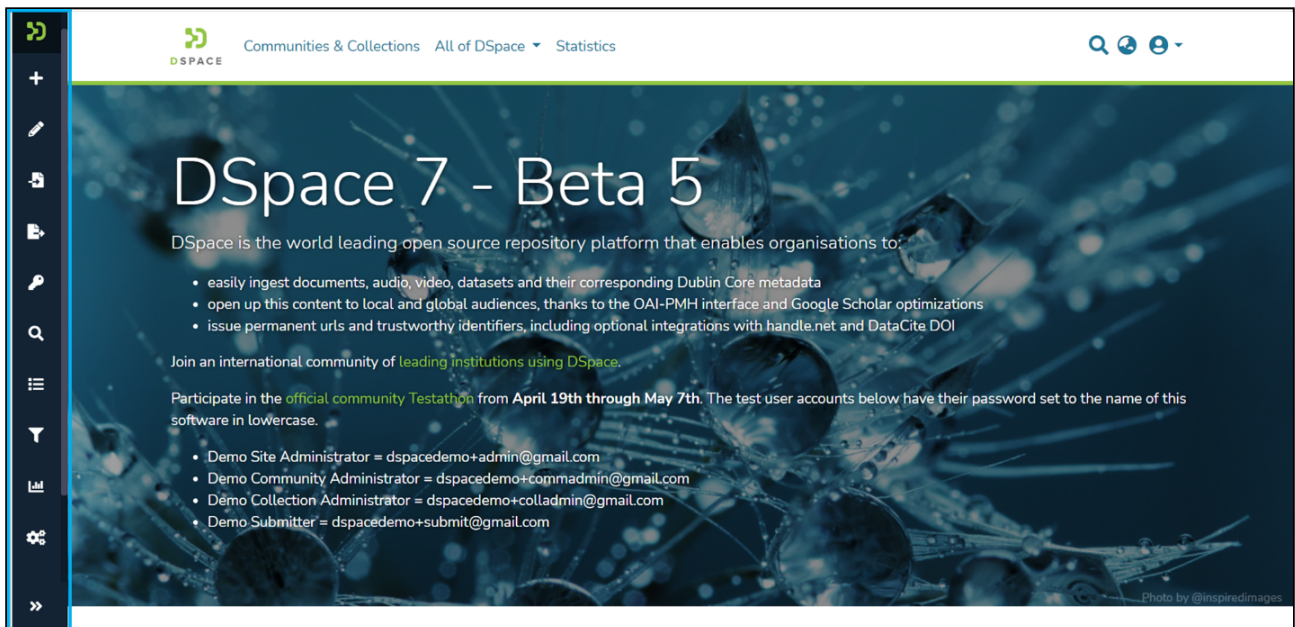 DSPACE
Communities & Collections All of DSpace Statistics
DSpace 7 - Beta 5
DSpace is the world leading open source repository platform that enables organisations to:
• easily ingest documents, audio, video, datasets and their corresponding Dublin Core metadata
• open up this content to local and global audiences, thanks to the OAI-PMH interface and Google Scholar optimizations
• issue permanent urls and trustworthy identifiers, including optional integrations with handle.net and DataCite DOI
Join an international community of leading institutions using DSpace.
Participate in the official community Testathon from April 19th through May 7th. The test user accounts below have their password set to the name of this
software in lowercase.
• Demo Site Administrator = dspacedemo+admin@gmail.com
• Demo Community Administrator = dspacedemo+commadmin@gmail.com
• Demo Collection Administrator = dspacedemo+colladmin@gmail.com
• Demo Submitter = dspacedemo+submit@gmail.com
Photo by @inspiredimages